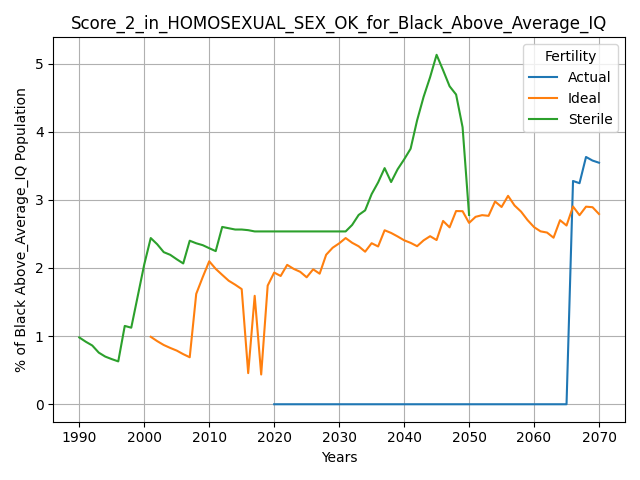 Score_2_in_HOMOSEXUAL_SEX_OK_for_Black_Above_Average_IQ
% of Black Above_Average_IQ Population
5
4
3
2
1
0
Fertility
Actual
Ideal
Sterile
1990 2000 2010 2020 2030 2040 2050 2060 2070
Years